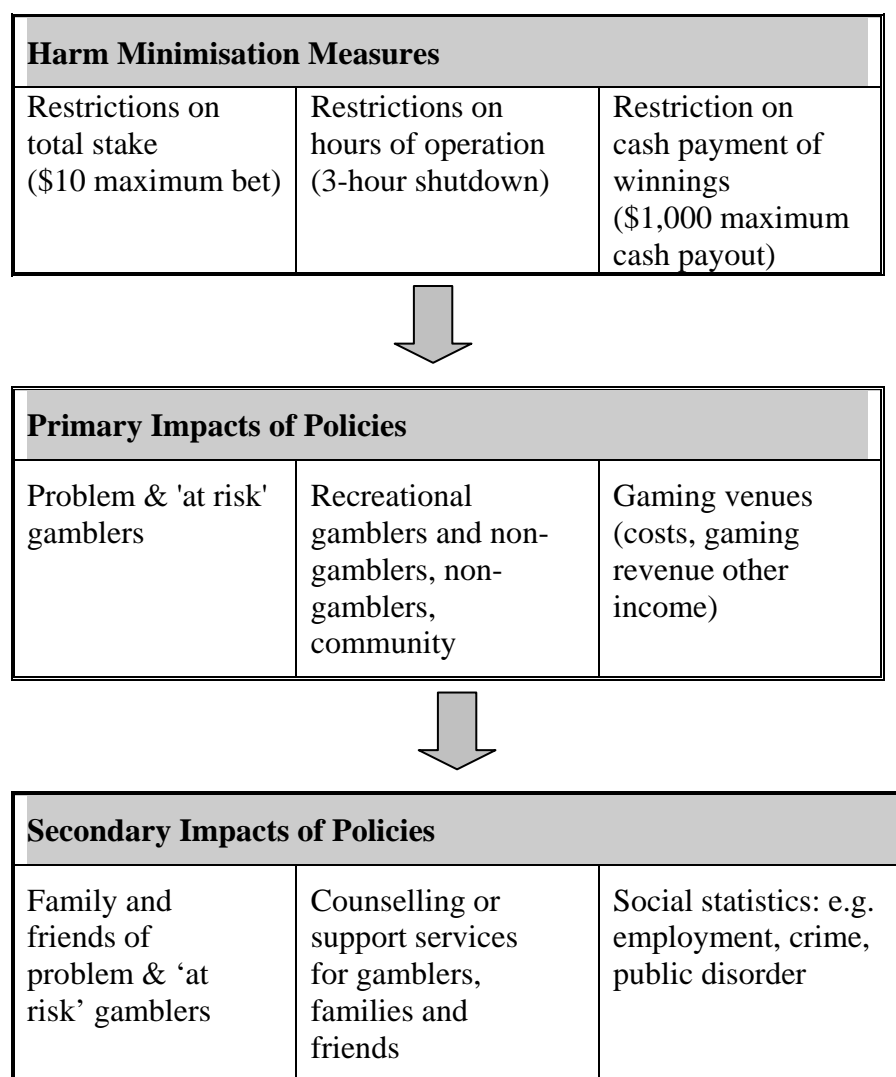 Harm Minimisation Measures
Restrictions on
total stake
($10 maximum bet)
Restrictions on
hours of operation
(3-hour shutdown)
Restriction on
cash payment of
winnings
($1,000 maximum
cash payout)
Primary Impacts of Policies
Problem & 'at risk'
gamblers
Recreational
gamblers and non-
gamblers, non-
gamblers,
community
Gaming venues
(costs, gaming
revenue other
income)
Secondary Impacts of Policies
Family and
friends of
problem & ‘at
risk’ gamblers
Counselling or
support services
for gamblers,
families and
friends
Social statistics: e.g.
employment, crime,
public disorder